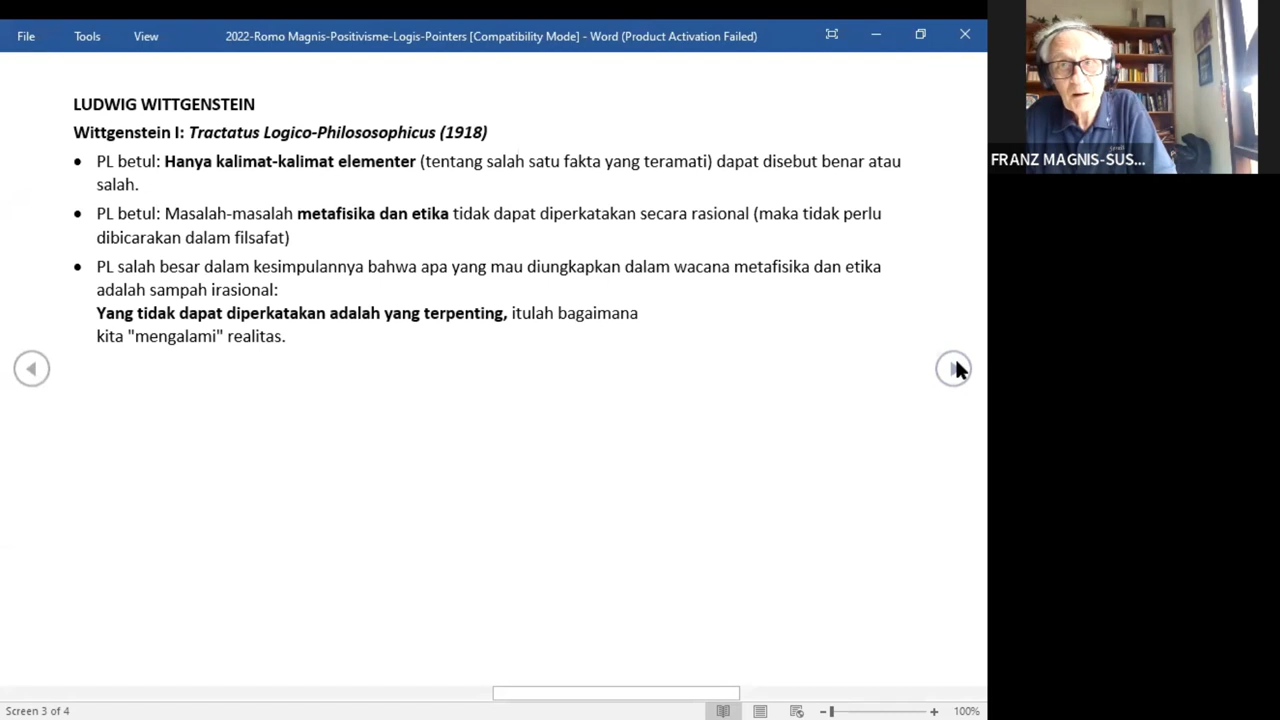 File Tools View 2022-Romo Magnis-Positivisme-Logis-Pointers [Compatibility Mode] - Word (Product Activation Failed)
LUDWIG WITTGENSTEIN
Wittgenstein I: Tractatus Logico-Philososophicus (1918)
• PL betul: Hanya kalimat-kalimat elementer (tentang salah satu fakta yang teramati) dapat disebut benar atau
salah.
• PL betul: Masalah-masalah metafisika dan etika tidak dapat diperkatakan secara rasional (maka tidak perlu
dibicarakan dalam filsafat)
• PL salah besar dalam kesimpulannya bahwa apa yang mau diungkapkan dalam wacana metafisika dan etika
adalah sampah irasional:
Yang tidak dapat diperkatakan adalah yang terpenting, itulah bagaimana
kita "mengalami" realitas.
FRANZ MAGNIS-SUS...
Screen 3 of 4
100%